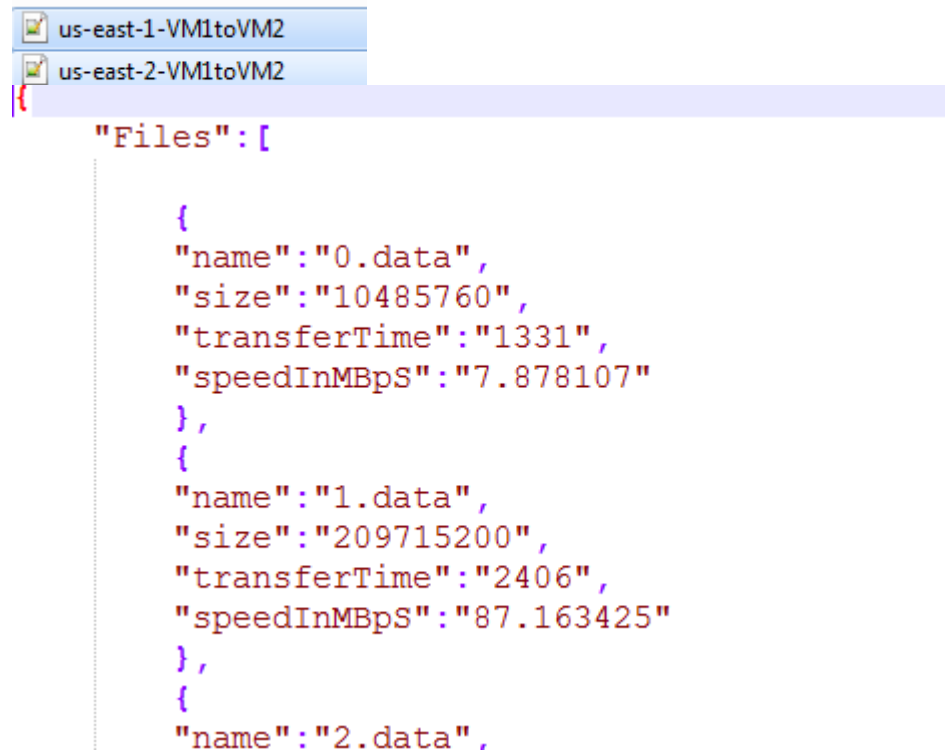 us-east-1-VM1toVM2
us-east-2-VM1toVM2
{
"Files":[
{
"name":"0.data",
"size":"10485760",
"transferTime":"1331",
"speedInMBpS":"7.878107"
},
{
"name":"1.data",
"size":"209715200",
"transferTime":"2406",
"speedInMBpS":"87.163425"
},
{
"name":"2.data",